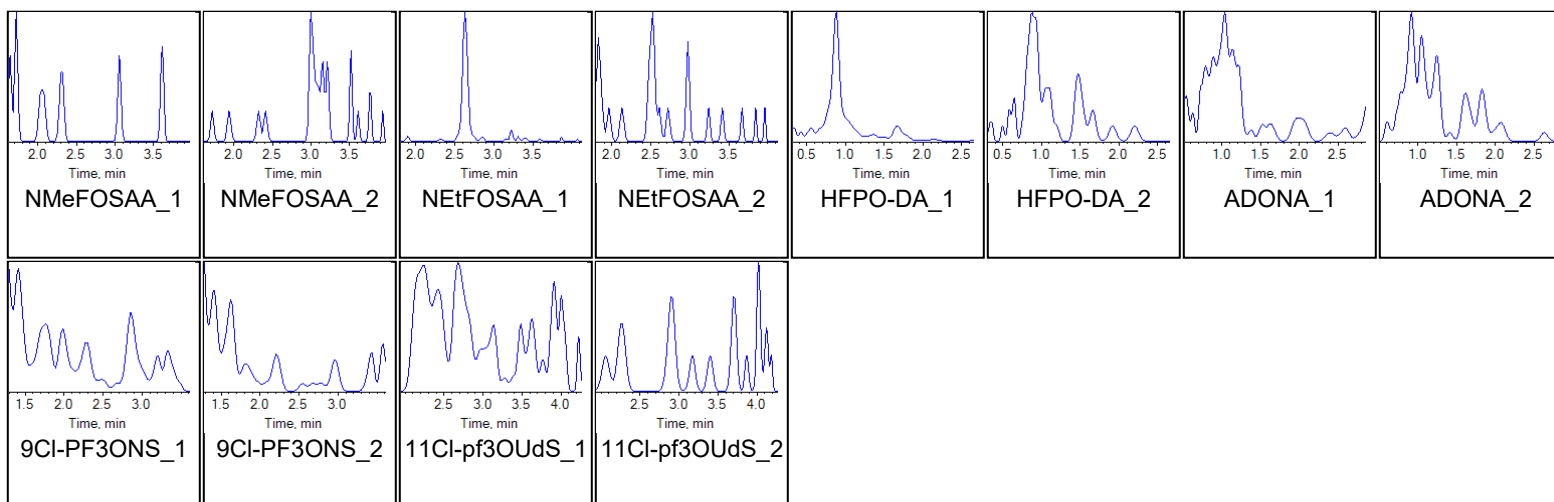 2.0 2.5 3.0 3.5 2.0 2.5 3.0 3.5 2.0 2.5 3.0 3.5 2.0 2.5 3.0 3.5 0.5 1.0 1.5 2.0 2.5 0.5 1.0 1.5 2.0 2.5 1.0 1.5 2.0 2.5 1.0 1.5 2.0 2.5
Time, min Time, min Time, min Time, min Time, min Time, min Time, min Time, min
NMeFOSAA_1 NMeFOSAA_2 NEtFOSAA_1 NEtFOSAA_2 HFPO-DA_1 HFPO-DA_2 ADONA_1 ADONA_2
1.5 2.0 2.5 3.0 1.5 2.0 2.5 3.0 2.5 3.0 3.5 4.0 2.5 3.0 3.5 4.0
Time, min Time, min Time, min Time, min
9Cl-PF3ONS_1 9Cl-PF3ONS_2 11Cl-pf3OUdS_1 11Cl-pf3OUdS_2